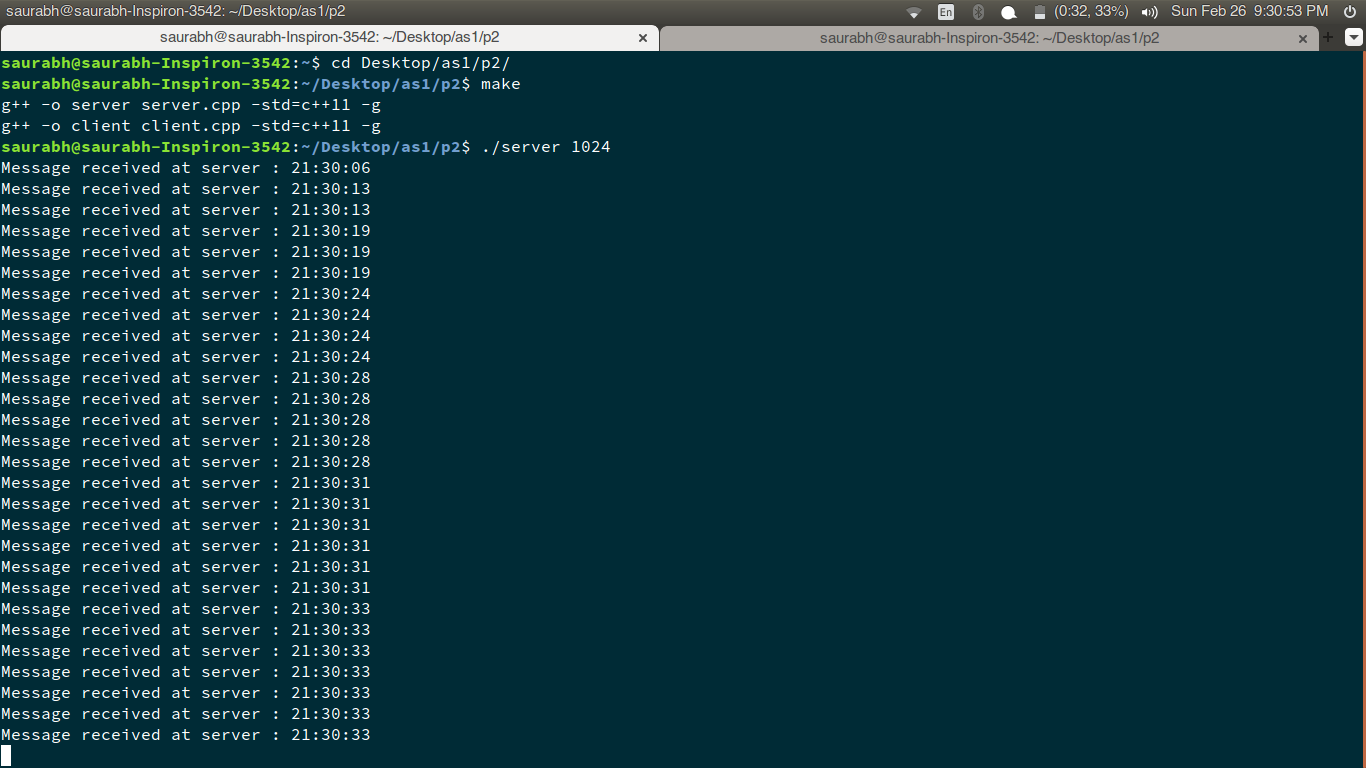 saurabh@saurabh-Inspiron-3542: ~/Desktop/as1/p2
En (0:32, 33%) Sun Feb 26 9:30:53 PM
saurabh@saurabh-Inspiron-3542: ~/Desktop/as1/p2 × saurabh@saurabh-Inspiron-3542: ~/Desktop/as1/p2 × +
saurabh@saurabh-Inspiron-3542:~$ cd Desktop/as1/p2/
saurabh@saurabh-Inspiron-3542:~/Desktop/as1/p2$ make
g++ -o server server.cpp -std=c++11 -g
g++ -o client client.cpp -std=c++11 -g
saurabh@saurabh-Inspiron-3542:~/Desktop/as1/p2$ ./server 1024
Message received at server : 21:30:06
Message received at server : 21:30:13
Message received at server : 21:30:13
Message received at server : 21:30:19
Message received at server : 21:30:19
Message received at server : 21:30:19
Message received at server : 21:30:24
Message received at server : 21:30:24
Message received at server : 21:30:24
Message received at server : 21:30:24
Message received at server : 21:30:28
Message received at server : 21:30:28
Message received at server : 21:30:28
Message received at server : 21:30:28
Message received at server : 21:30:28
Message received at server : 21:30:31
Message received at server : 21:30:31
Message received at server : 21:30:31
Message received at server : 21:30:31
Message received at server : 21:30:31
Message received at server : 21:30:31
Message received at server : 21:30:33
Message received at server : 21:30:33
Message received at server : 21:30:33
Message received at server : 21:30:33
Message received at server : 21:30:33
Message received at server : 21:30:33
Message received at server : 21:30:33